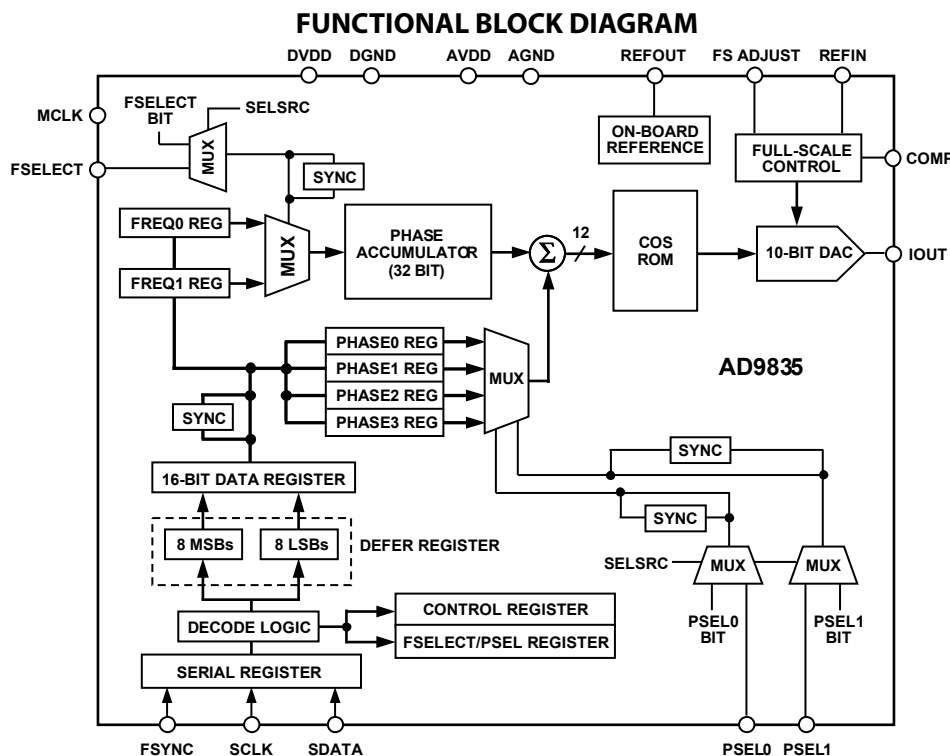 FUNCTIONAL BLOCK DIAGRAM
DVDD
DGND
AVDD
AGND
REFOUT
FS ADJUST
REFIN
MCLK
FSELECT
BIT
SELSRC
ON-BOARD
REFERENCE
FULL-SCALE
CONTROL
COMP
FSELECT
MUX
SYNC
FREQ0 REG
FREQ1 REG
MUX
PHASE
ACCUMULATOR
(32 BIT)
Σ
12
COS
ROM
10-BIT DAC
IOUT
PHASE0 REG
PHASE1 REG
PHASE2 REG
PHASE3 REG
MUX
AD9835
SYNC
SYNC
16-BIT DATA REGISTER
SYNC
8 MSBs
8 LSBs
DEFER REGISTER
SELSRC
MUX
MUX
DECODE LOGIC
CONTROL REGISTER
FSELECT/PSEL REGISTER
PSEL0
BIT
PSEL1
BIT
SERIAL REGISTER
FSYNC
SCLK
SDATA
PSEL0
PSEL1